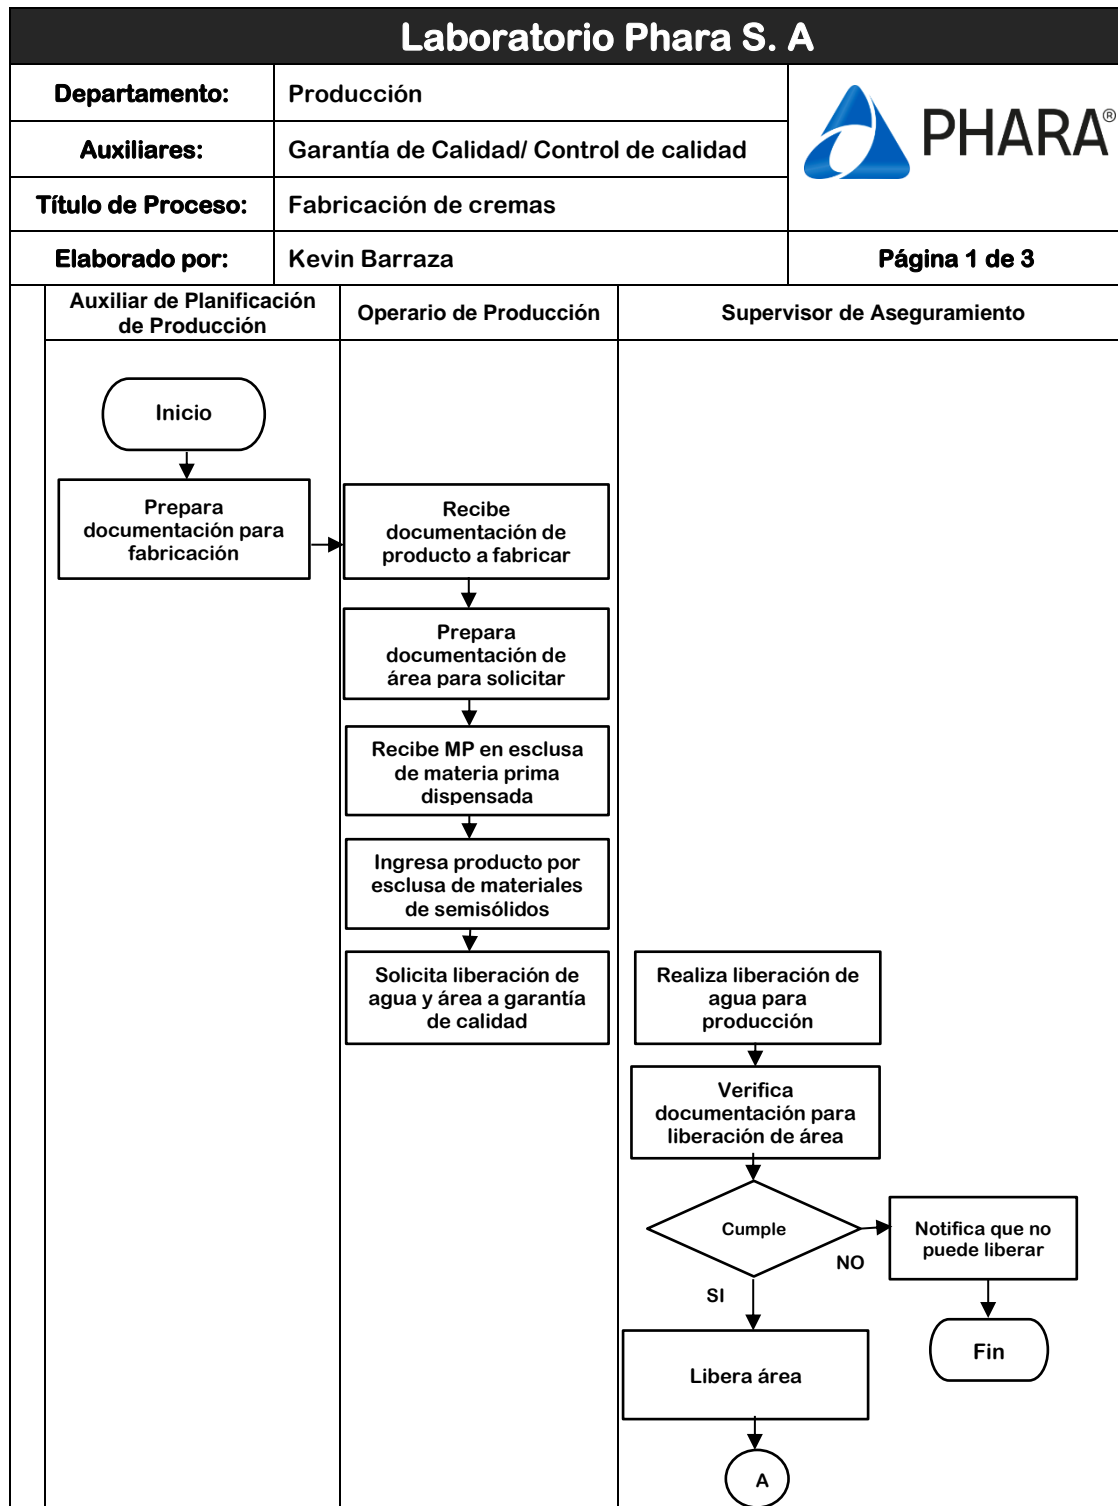 Laboratorio Phara S. A
Departamento:
Producción
PHARA®
Auxiliares:
Garantía de Calidad/ Control de calidad
Título de Proceso:
Fabricación de cremas
Elaborado por:
Kevin Barraza
Página 1 de 3
Auxiliar de Planificación
de Producción
Operario de Producción
Supervisor de Aseguramiento
Inicio
Prepara
documentación para
fabricación
Recibe
documentación de
producto a fabricar
Prepara
documentación de
área para solicitar
Recibe MP en esclusa
de materia prima
dispensada
Ingresa producto por
esclusa de materiales
de semisólidos
Solicita liberación de
agua y área a garantía
de calidad
Realiza liberación de
agua para
producción
Verifica
documentación para
liberación de área
Cumple
NO
Notifica que no
puede liberar
SI
Fin
Libera área
A